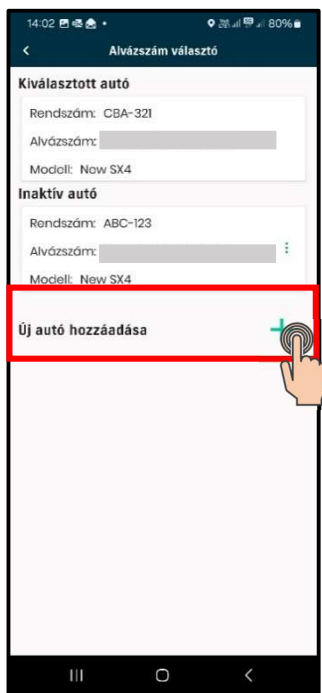 14:02 80%
Alvázszám választó
Kiválasztott autó
Rendszám: CBA-321
Alvázszám:
Modell: New SX4
Inaktív autó
Rendszám: ABC-123
Alvázszám:
Modell: New SX4
Új autó hozzáadása